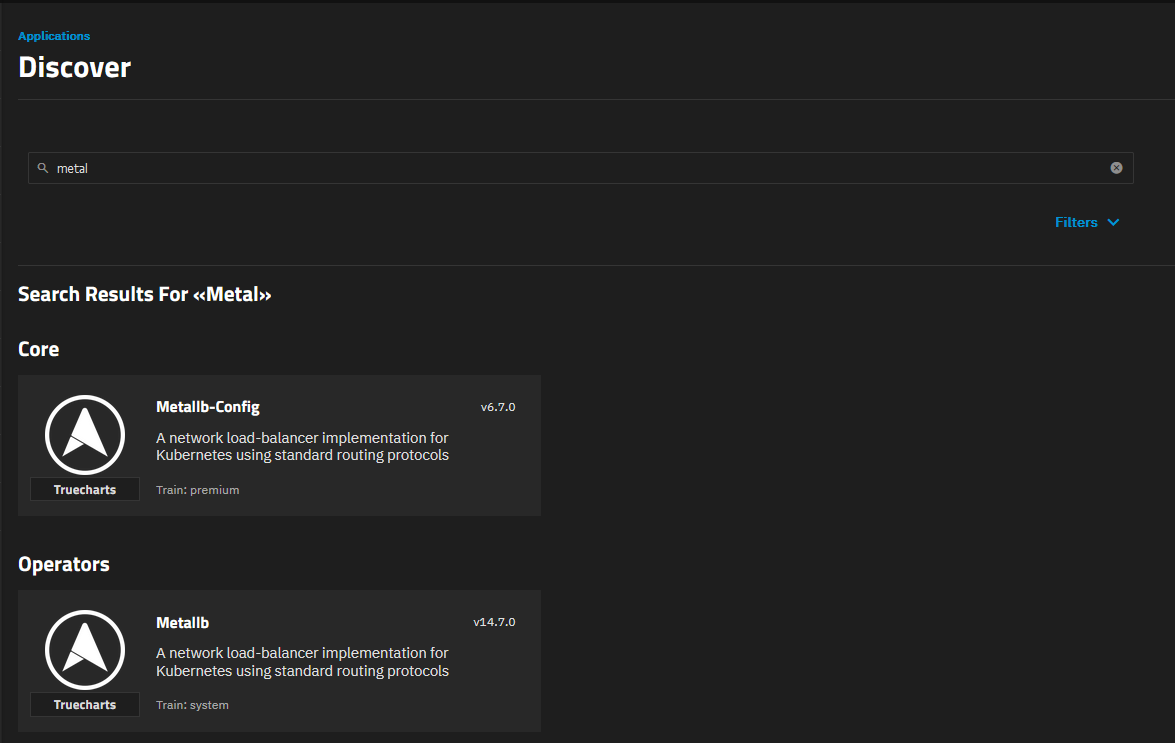 Applications
Discover
metal
Filters
Search Results For «Metal»
Core
Metallb-Config
v6.7.0
A network load-balancer implementation for
Kubernetes using standard routing protocols
Truecharts
Train: premium
Operators
Metallb
v14.7.0
A network load-balancer implementation for
Kubernetes using standard routing protocols
Truecharts
Train: system